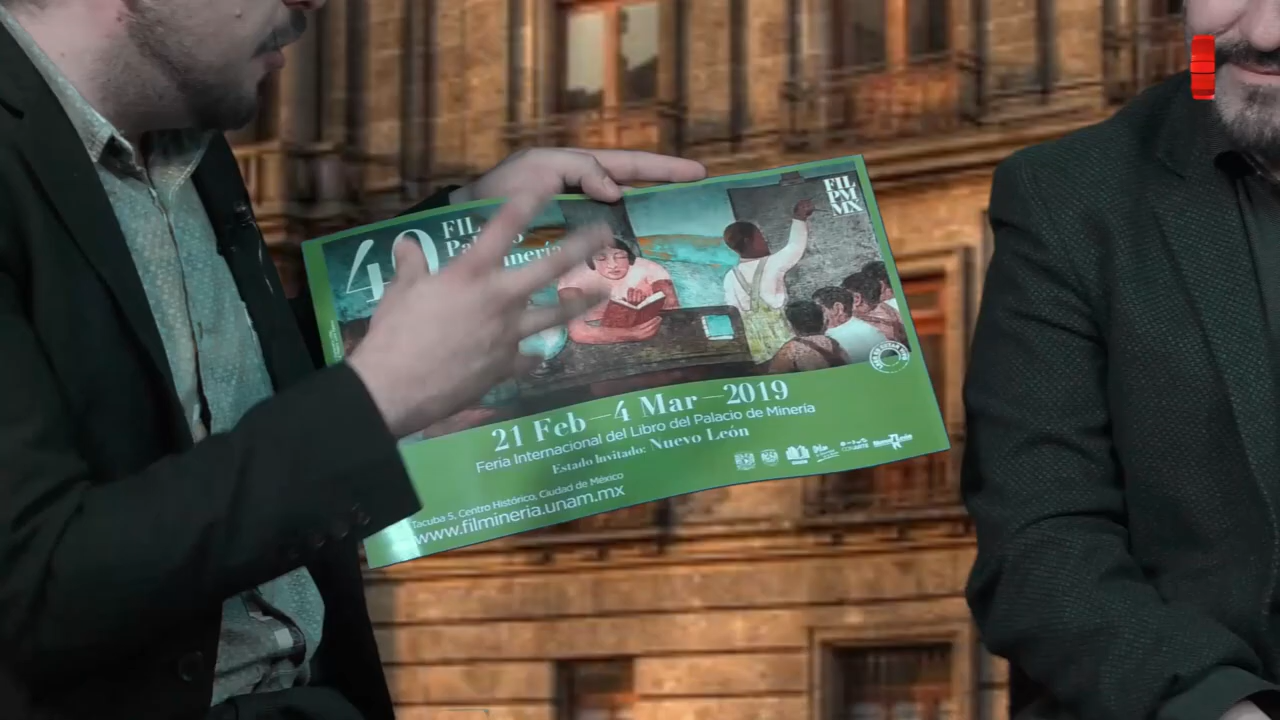 40
FIL
FIL
PM
MX
21 Feb—4 Mar—2019
Feria Internacional del Libro del Palacio de Minería
Estado Invitado: Nuevo León
Tacuba 5, Centro Histórico, Ciudad de México
www.filmineria.unam.mx